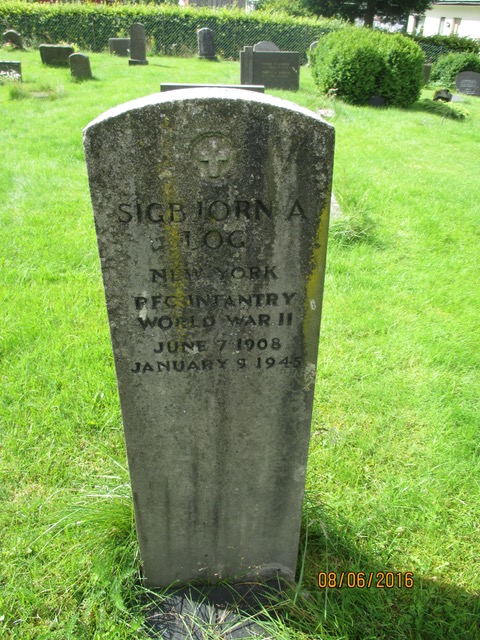 SIGBJORN A
LOG
NEW YORK
PFC INFANTRY
WORLD WAR II
JUNE 7 1908
JANUARY 9 1945
08/06/2016